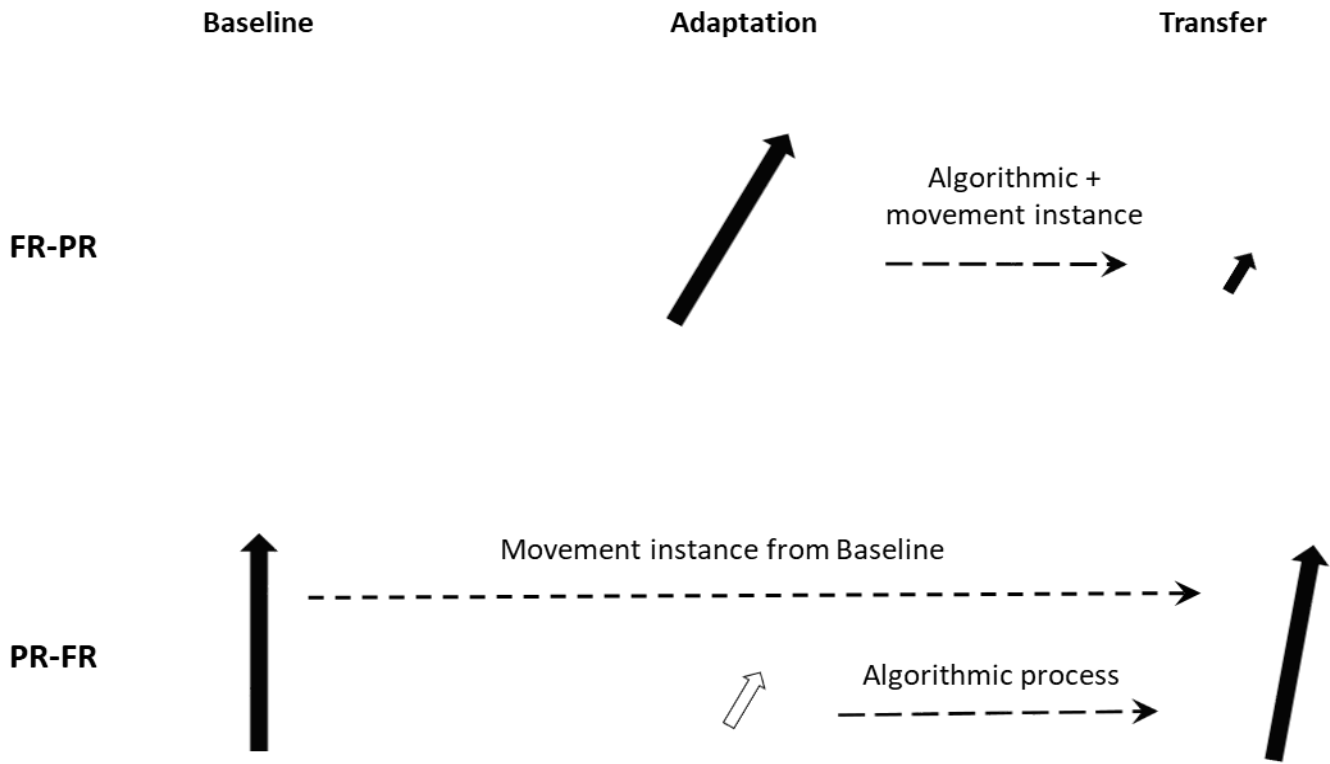 Baseline Adaptation Transfer
Algorithmic +
movement instance
FR-PR
Movement instance from Baseline
PR-FR
Algorithmic process